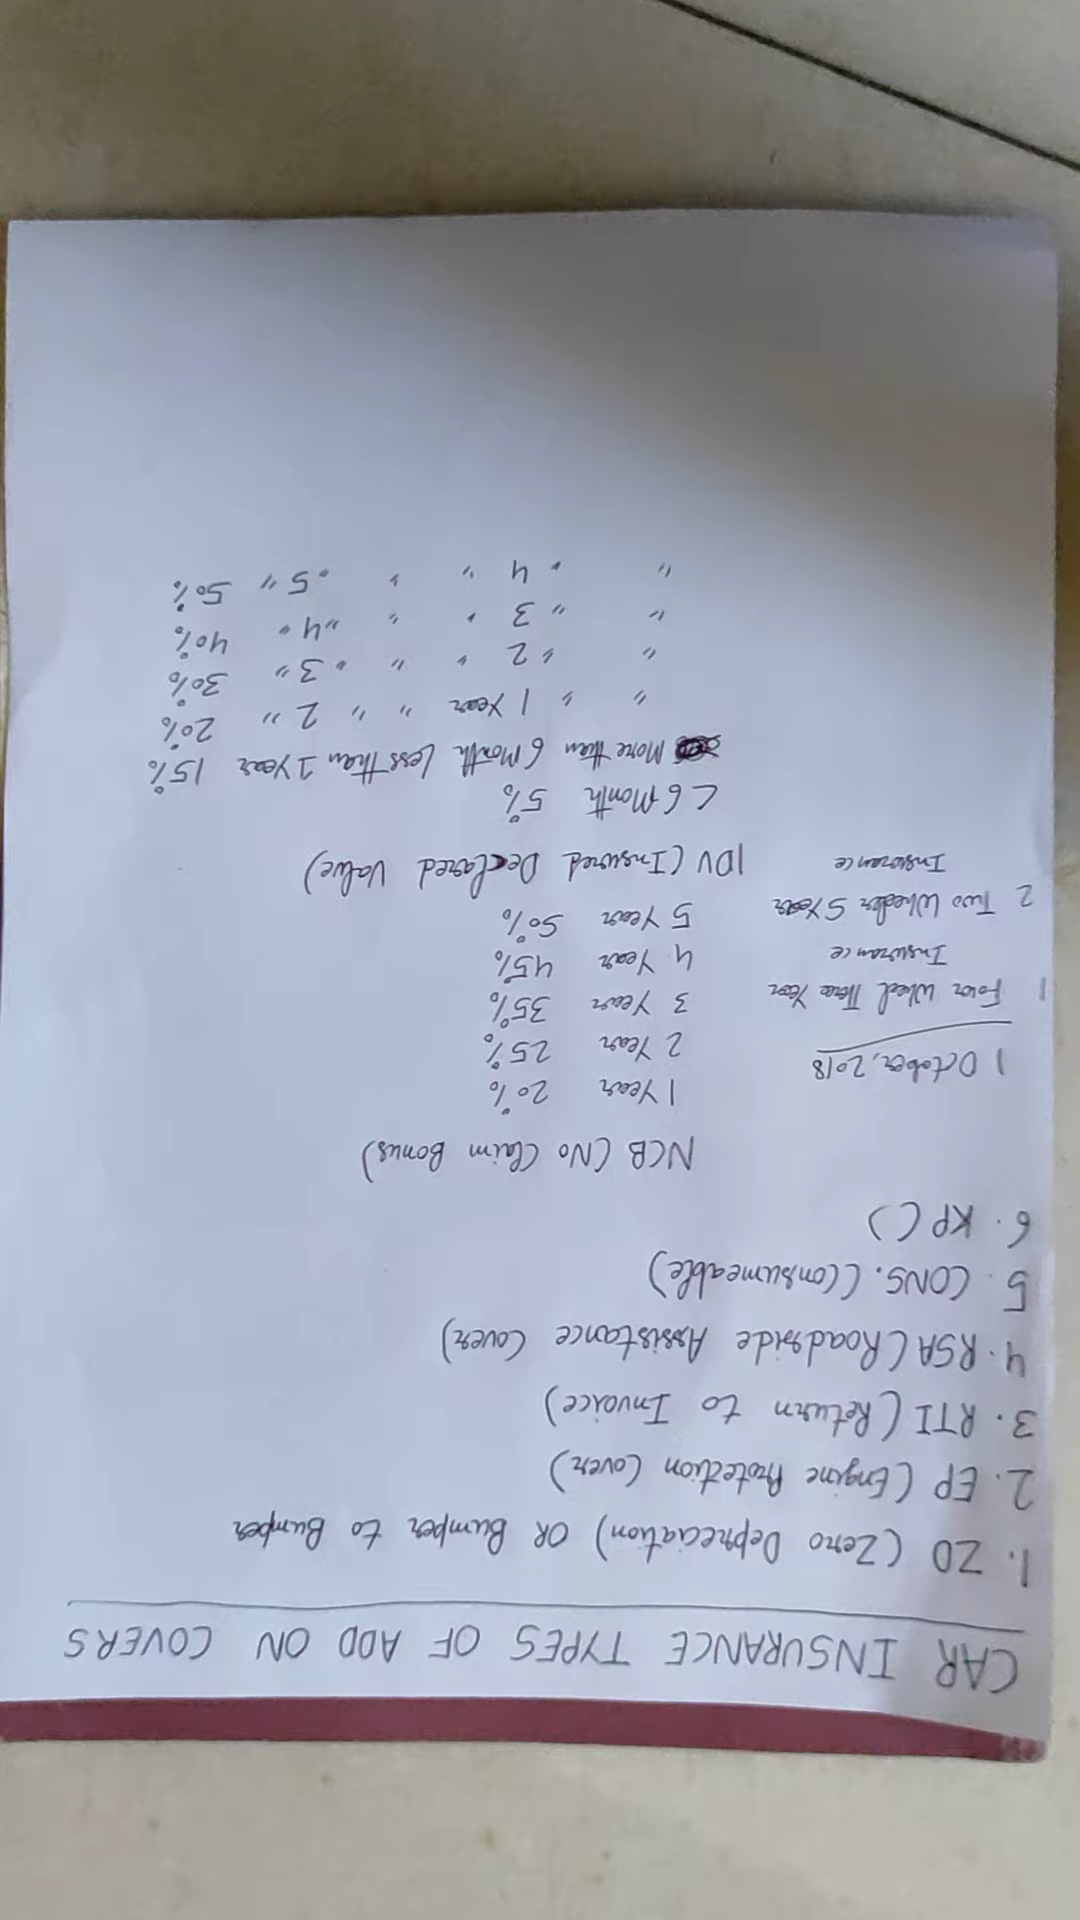 CAR INSURANCE TYPES OF ADD ON COVERS
1. ZD (Zero Depreciation) OR Bumper to Bumper
2. EP (Engine Protection Cover)
3. RTI (Return to Invoice)
4. RSA (Roadside Assistance Cover)
5. CONS. (Consumeable)
6. KP ( )
NCB (No Claim Bonus)
1 Year 20%
2 Year 25%
3 Year 35%
4 Year 45%
5 Year 50%
1 October, 2018
1 Four Wheel Three Year
Insurance
2 Two Wheeler 5 Year
Insurance
IDV (Insured Declared Value)
< 6 Month 5%
More than 6 Month Less than 1 Year 15%
" " 1 Year " " 2 " 20%
" " 2 " " " 3 " 30%
" " 3 " " " 4 " 40%
" " 4 " " " 5 " 50%